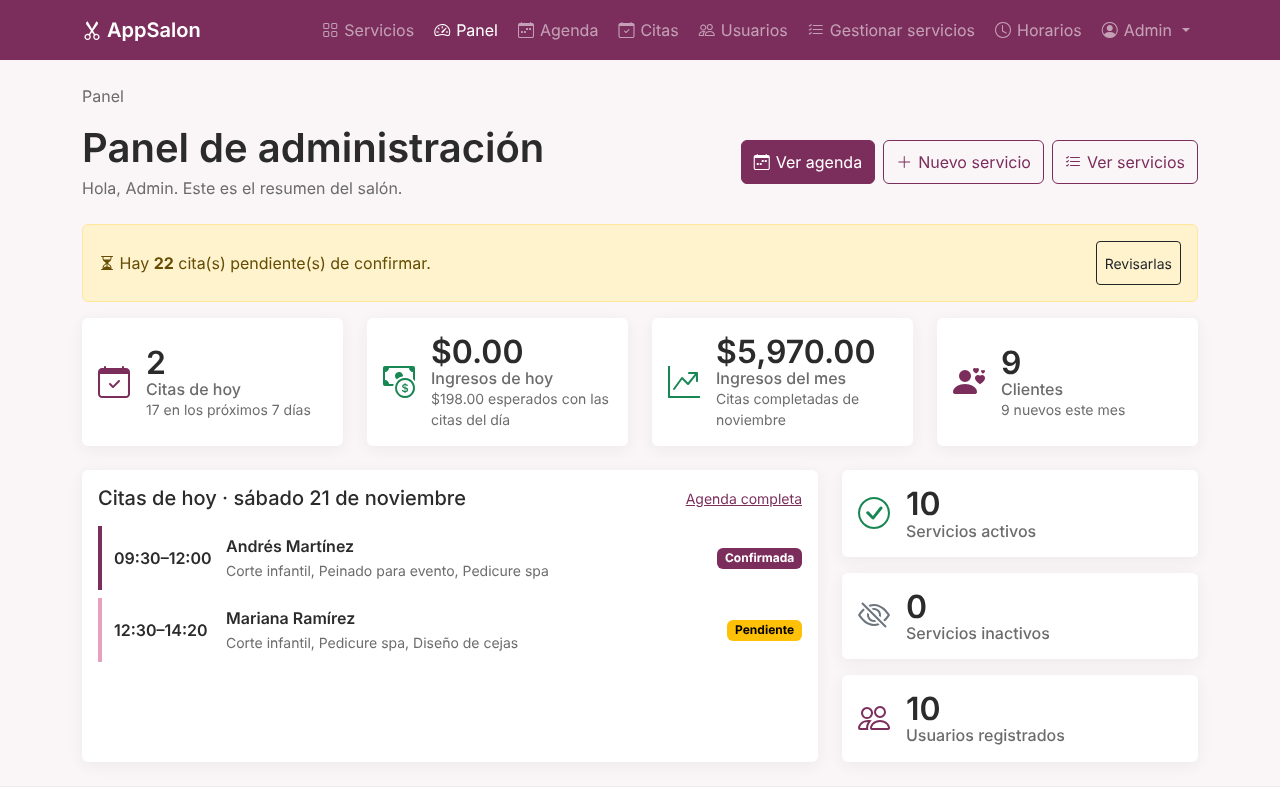 AppSalon
Servicios
Panel
Agenda
Citas
Usuarios
Gestionar servicios
Horarios
Admin
Panel
Panel de administración
Hola, Admin. Este es el resumen del salón.
Ver agenda
Nuevo servicio
Ver servicios
Hay 22 cita(s) pendiente(s) de confirmar.
Revisarlas
2
Citas de hoy
17 en los próximos 7 días
$0.00
Ingresos de hoy
$198.00 esperados con las
citas del día
$5,970.00
Ingresos del mes
Citas completadas de
noviembre
9
Clientes
9 nuevos este mes
Citas de hoy · sábado 21 de noviembre
Agenda completa
09:30–12:00
Andrés Martínez
Corte infantil, Peinado para evento, Pedicure spa
Confirmada
12:30–14:20
Mariana Ramírez
Corte infantil, Pedicure spa, Diseño de cejas
Pendiente
10
Servicios activos
0
Servicios inactivos
10
Usuarios registrados